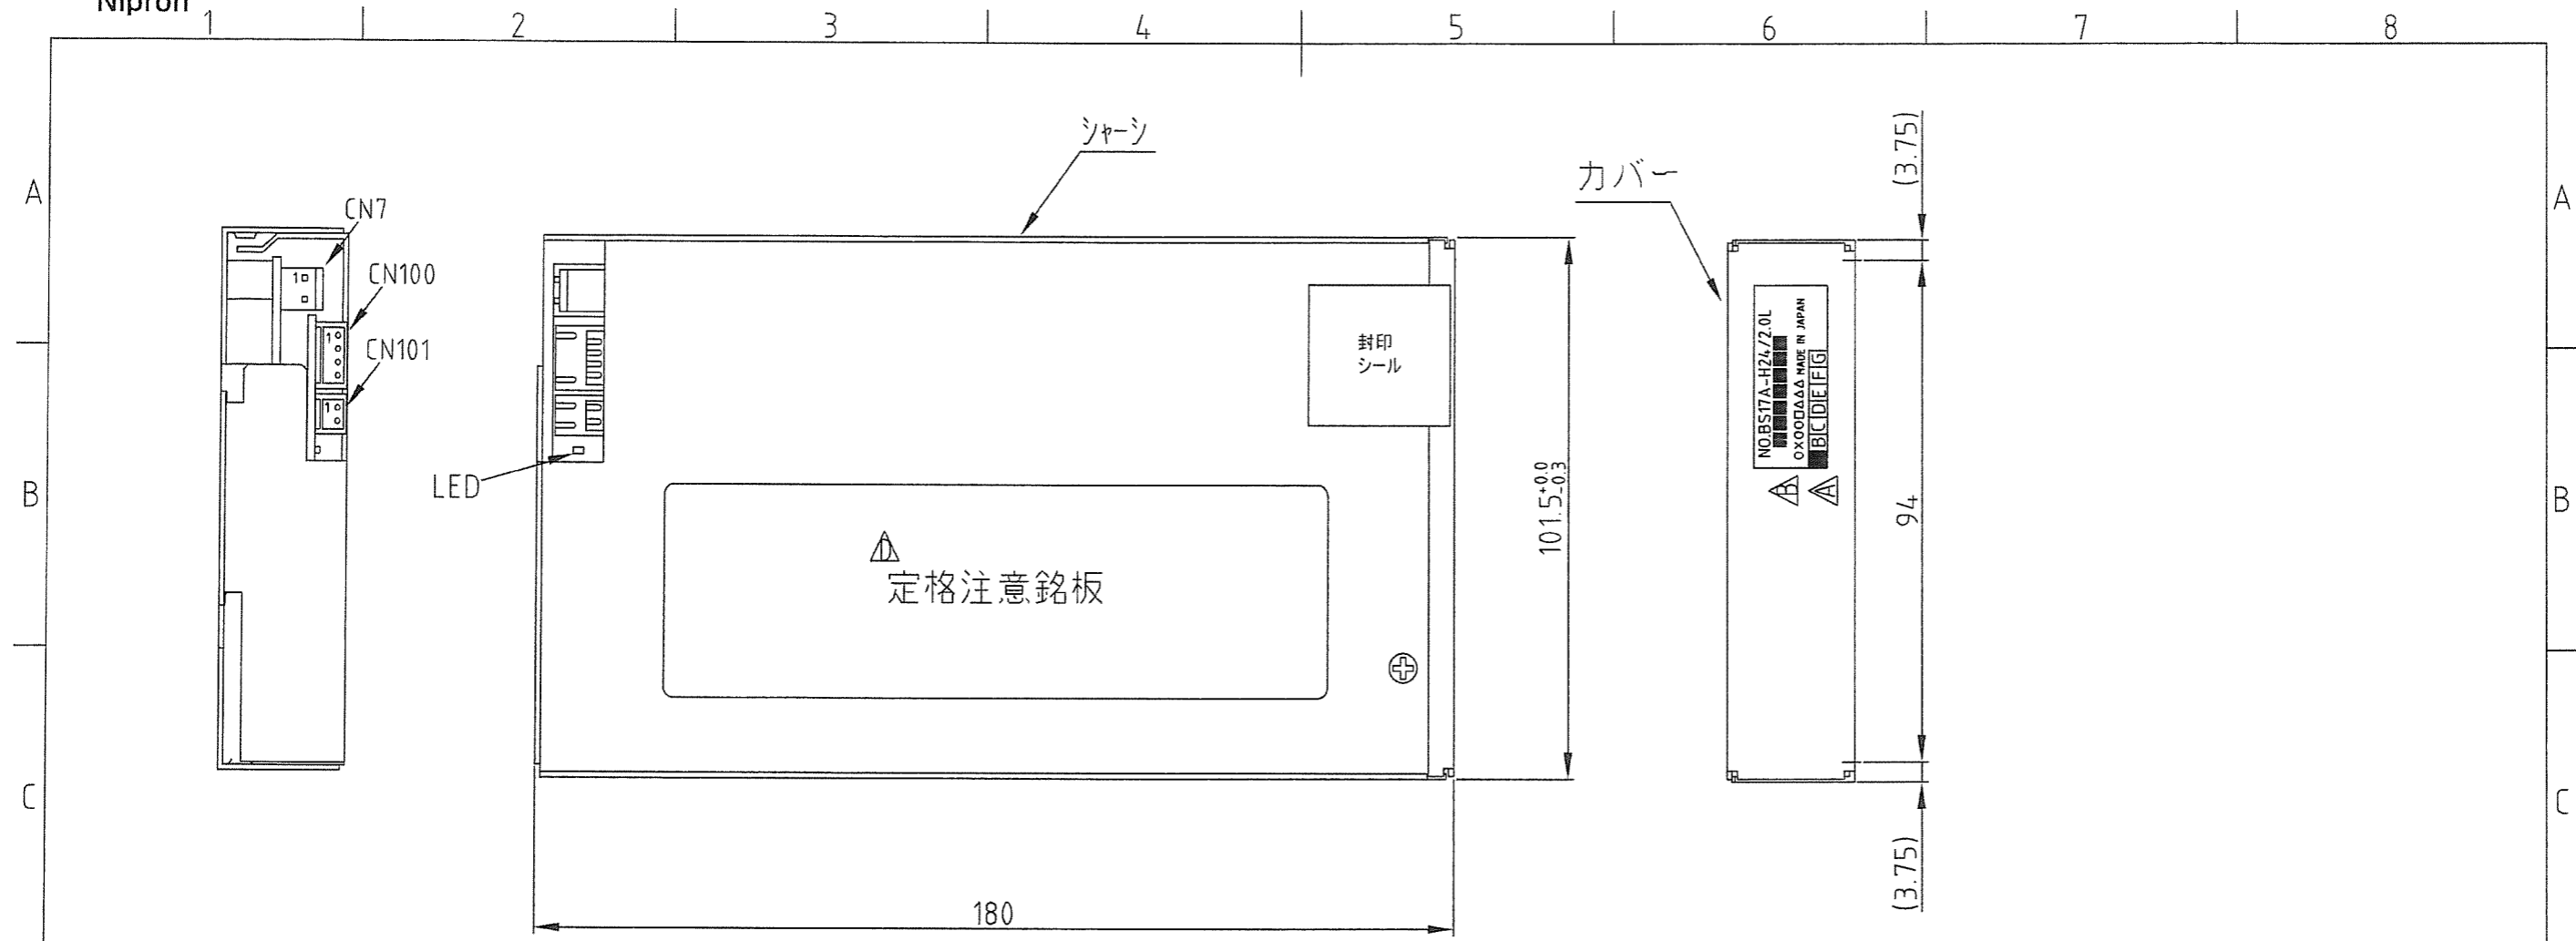 Nipron
1 2 3 4 5 6 7 8
A
A
B
B
C
C
CN7
CN100
CN101
LED
シャーシ
封印
シール
D
定格注意銘板
180
101.5+0.0
-0.3
カバー
NO.BS17A-H24/2.0L
MADE IN JAPAN
B C D E F G
B
A
(3.75)
94
(3.75)
1
1
1